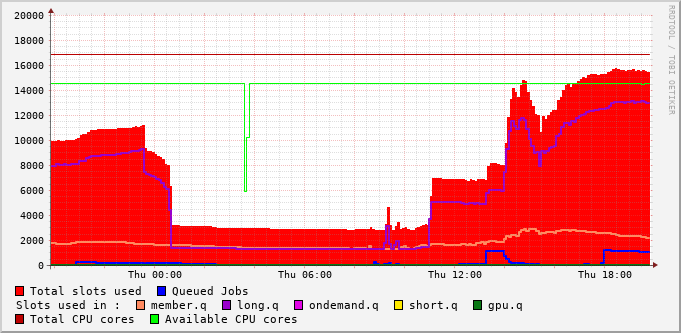 RRDTOOL / TOBI OETIKER
20000
18000
16000
14000
12000
10000
8000
6000
4000
2000
0
Thu 00:00 Thu 06:00 Thu 12:00 Thu 18:00
Total slots used Queued Jobs
Slots used in : member.q long.q ondemand.q short.q gpu.q
Total CPU cores Available CPU cores